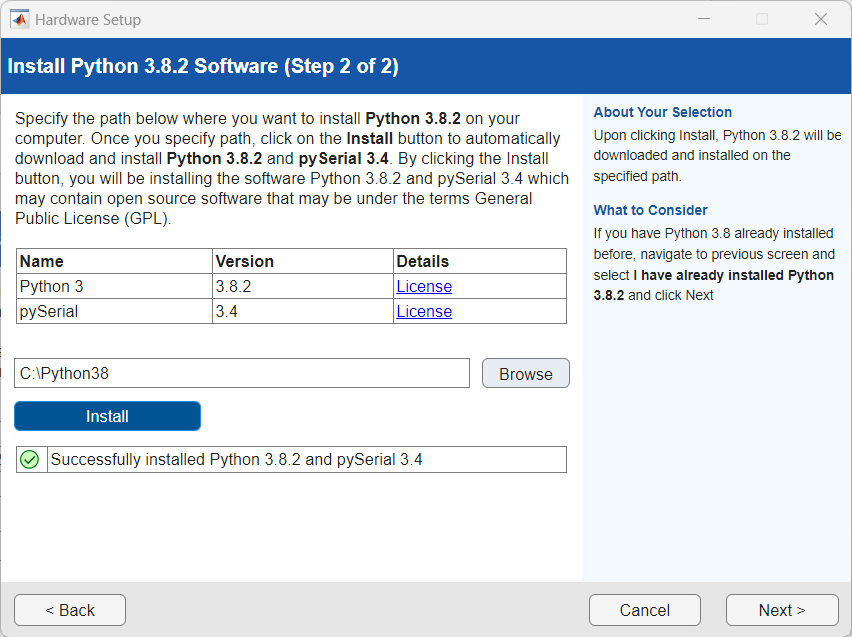 Hardware Setup
Install Python 3.8.2 Software (Step 2 of 2)
Specify the path below where you want to install Python 3.8.2 on your
computer. Once you specify path, click on the Install button to automatically
download and install Python 3.8.2 and pySerial 3.4. By clicking the Install
button, you will be installing the software Python 3.8.2 and pySerial 3.4 which
may contain open source software that may be under the terms General
Public License (GPL).
Name Version Details
Python 3 3.8.2 License
pySerial 3.4 License
C:\Python38 Browse
Install
Successfully installed Python 3.8.2 and pySerial 3.4
About Your Selection
Upon clicking Install, Python 3.8.2 will be
downloaded and installed on the
specified path.
What to Consider
If you have Python 3.8 already installed
before, navigate to previous screen and
select I have already installed Python
3.8.2 and click Next
< Back Cancel Next >